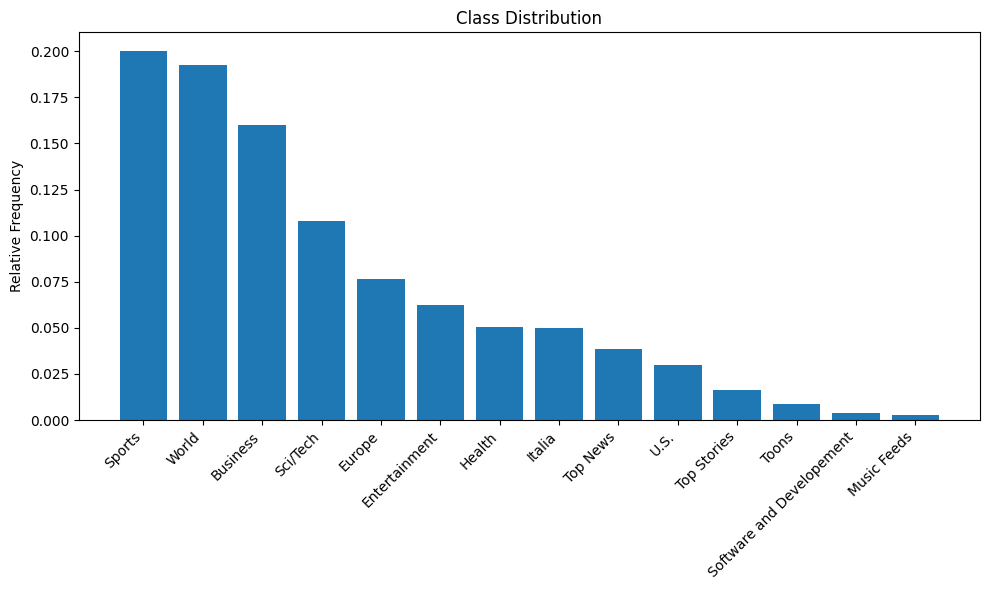 Class Distribution
Relative Frequency
0.200
0.175
0.150
0.125
0.100
0.075
0.050
0.025
0.000
Sports
World
Business
Sci/Tech
Europe
Entertainment
Health
Italia
Top News
U.S.
Top Stories
Toons
Software and Developement
Music Feeds